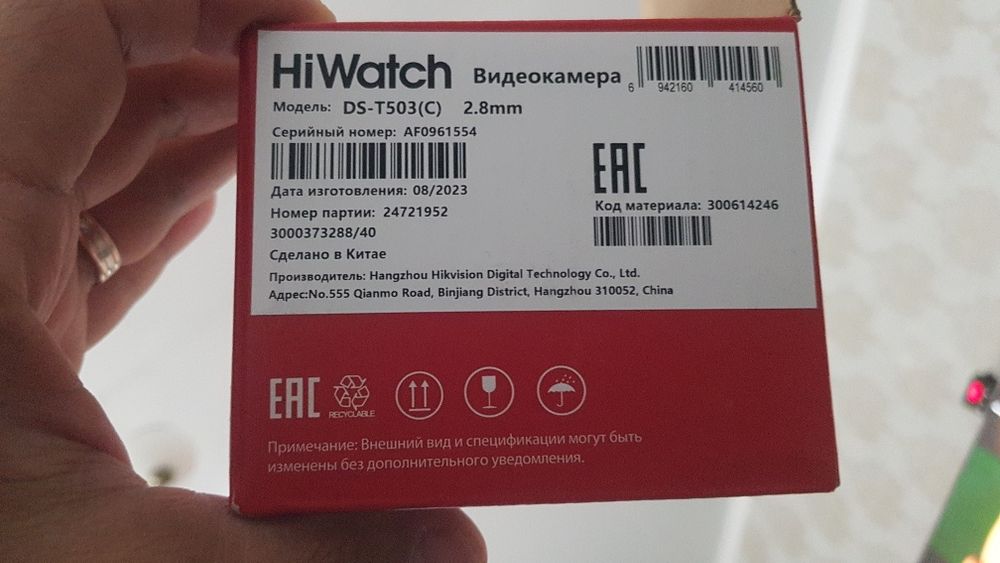 HiWatch Видеокамера
6 942160 414560
Модель: DS-T503(C) 2.8mm
Серийный номер: AF0961554
EAC
Дата изготовления: 08/2023
Код материала: 300614246
Номер партии: 24721952
3000373288/40
Сделано в Китае
Производитель: Hangzhou Hikvision Digital Technology Co., Ltd.
Адрес:No.555 Qianmo Road, Binjiang District, Hangzhou 310052, China
EAC
RECYCLABLE
Примечание: Внешний вид и спецификации могут быть
изменены без дополнительного уведомления.